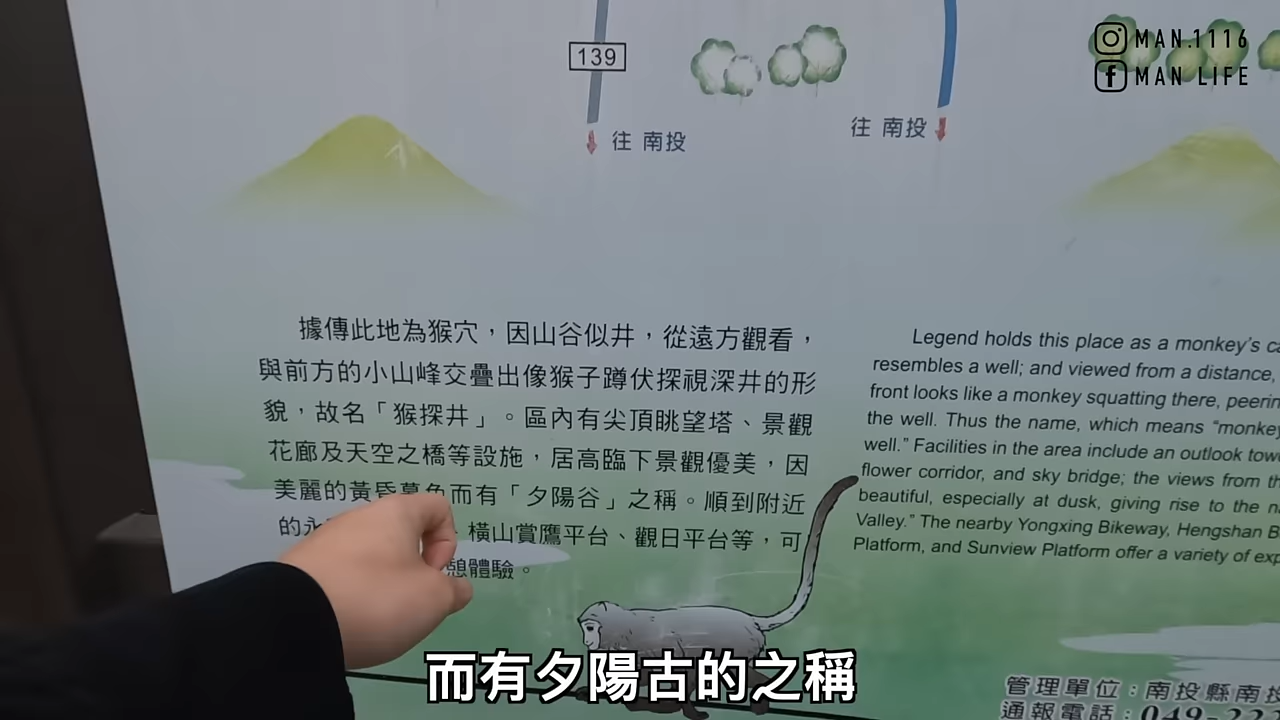 MAN.1116
MAN LIFE
139
往 南投
往 南投
據傳此地為猴穴，因山谷似井，從遠方觀看，
與前方的小山峰交疊出像猴子蹲伏探視深井的形
貌，故名「猴探井」。區內有尖頂眺望塔、景觀
花廊及天空之橋等設施，居高臨下景觀優美，因
美麗的黃昏暮色而有「夕陽谷」之稱。順到附近
的永 橫山賞鷹平台、觀日平台等，可
憩體驗。
Legend holds this place as a monkey's
resembles a well; and viewed from a distance,
front looks like a monkey squatting there,
the well. Thus the name, which means
well." Facilities in the area include an outlook
flower corridor, and sky bridge; the views from
beautiful, especially at dusk, giving rise to the
Valley." The nearby Yongxing Bikeway, Hengshan
Platform, and Sunview Platform offer a variety of
管理單位：南投縣南投
通報電話：049-222
而有夕陽古的之稱